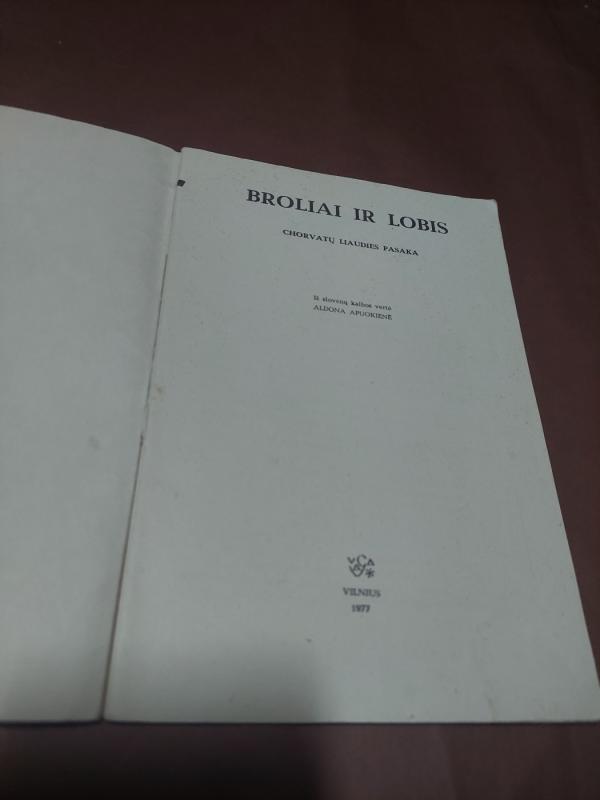 BROLIAI IR LOBIS
CHORVATŲ LIAUDIES PASAKA
Iš slovėnų kalbos vertė
ALDONA APUOKIENĖ
VILNIUS
1977